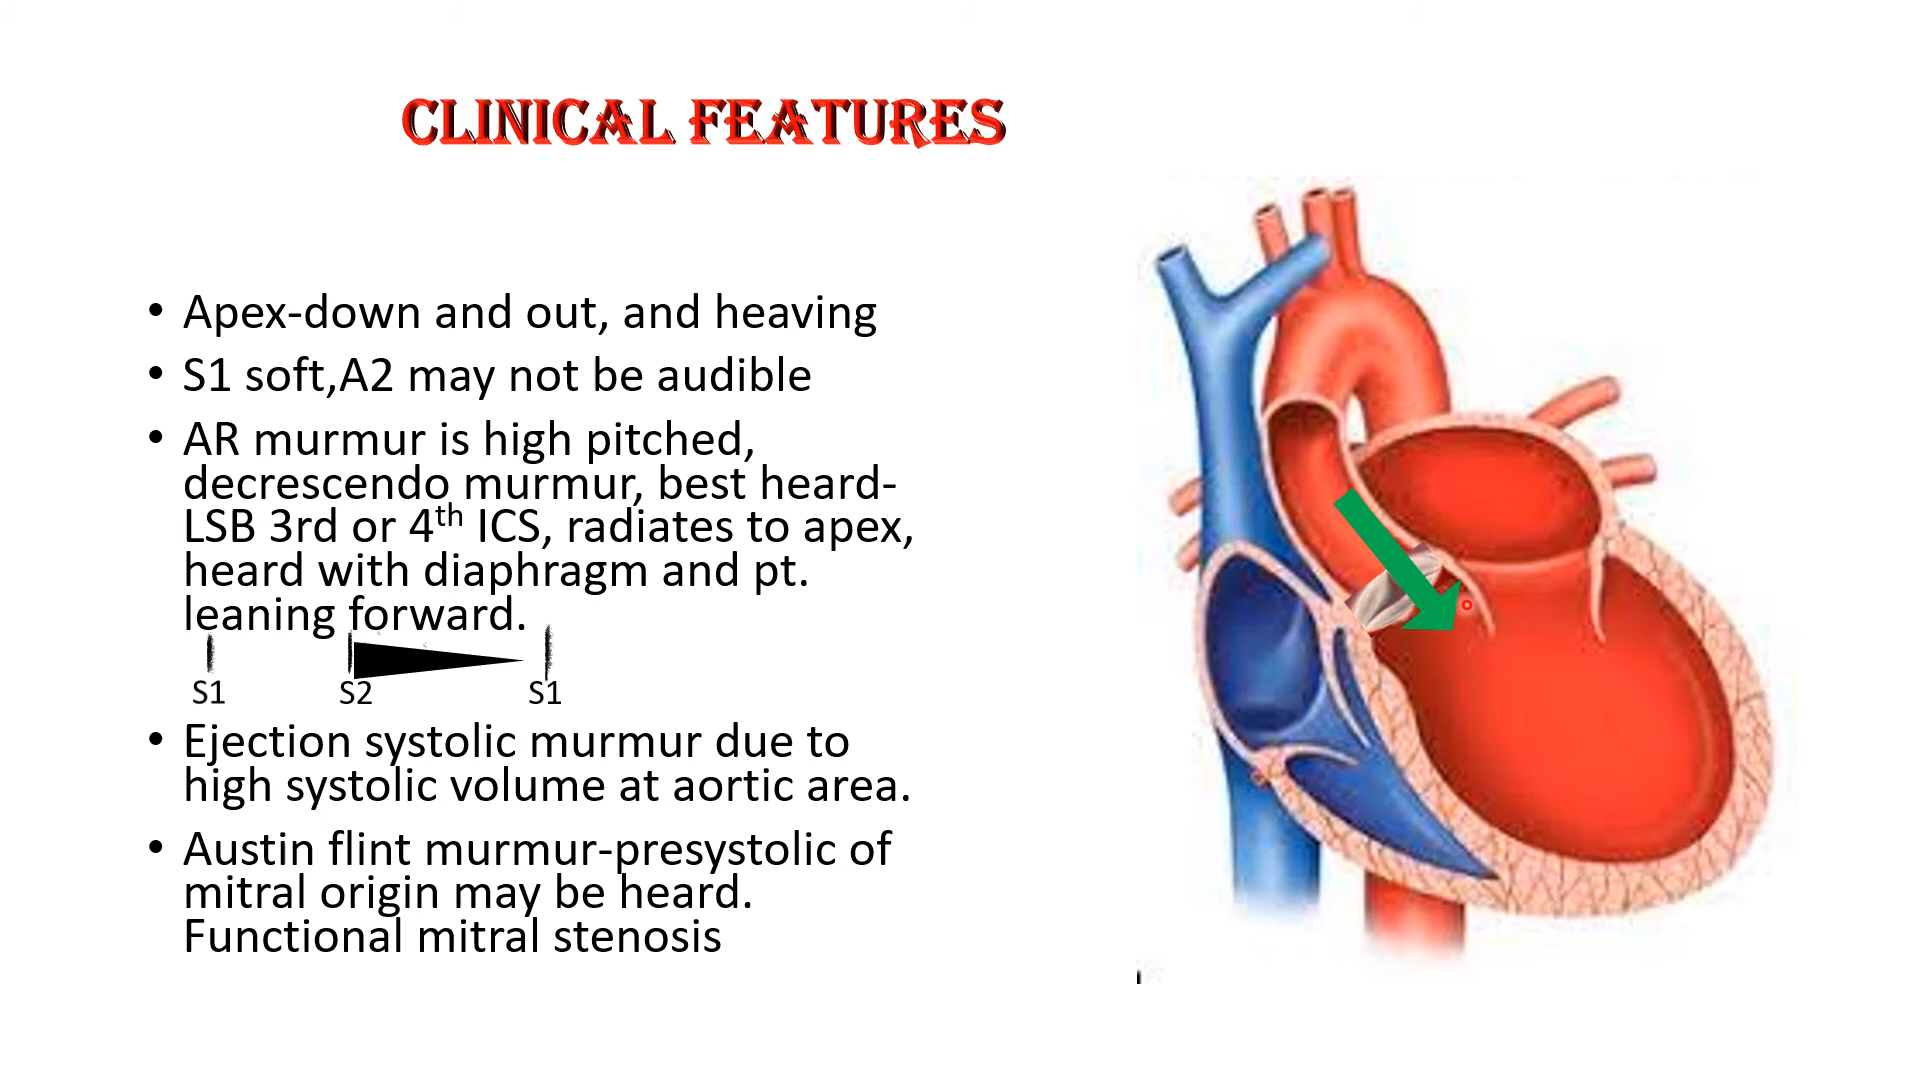 CLINICAL FEATURES
• Apex-down and out, and heaving
• S1 soft,A2 may not be audible
• AR murmur is high pitched,
decrescendo murmur, best heard-
LSB 3rd or 4th ICS, radiates to apex,
heard with diaphragm and pt.
leaning forward.
S1 S2 S1
• Ejection systolic murmur due to
high systolic volume at aortic area.
• Austin flint murmur-presystolic of
mitral origin may be heard.
Functional mitral stenosis